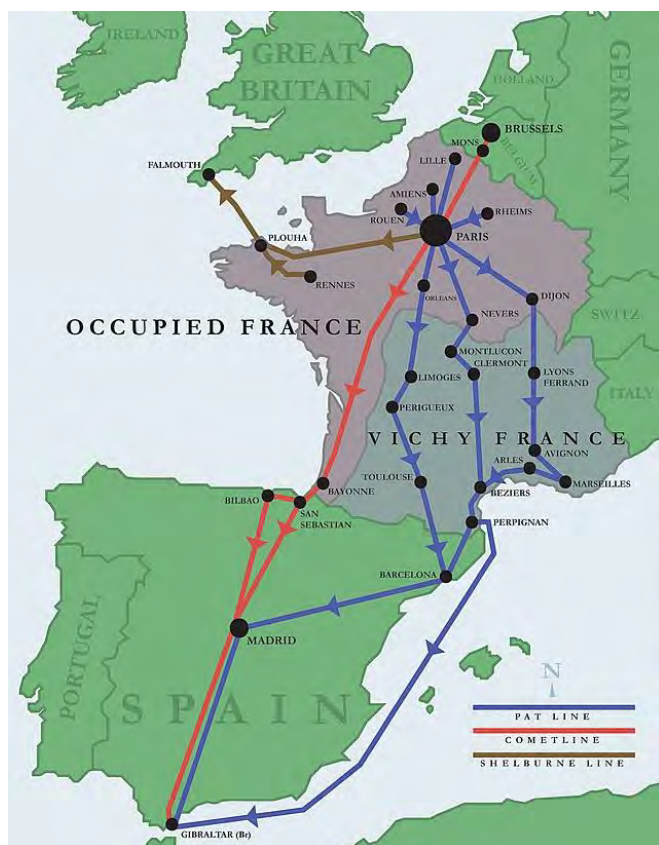 IRELAND
GREAT
BRITAIN
HOLLAND
GERMANY
BRUSSELS
MONS
BELGIUM
LILLE
FALMOUTH
AMIENS
ROUEN
RHEIMS
PLOUHA
PARIS
RENNES
ORLEANS
DIJON
NEVERS
OCCUPIED FRANCE
SWITZ.
MONTLUCON
CLERMONT
LIMOGES
LYONS
FERRAND
ITALY
PERIGUEUX
VICHY FRANCE
AVIGNON
ARLES
TOULOUSE
MARSEILLES
BEZIERS
BAYONNE
BILBAO
SAN
SEBASTIAN
PERPIGNAN
BARCELONA
MADRID
PORTUGAL
SPAIN
N
PAT LINE
COMETLINE
SHELBURNE LINE
GIBRALTAR (Br)